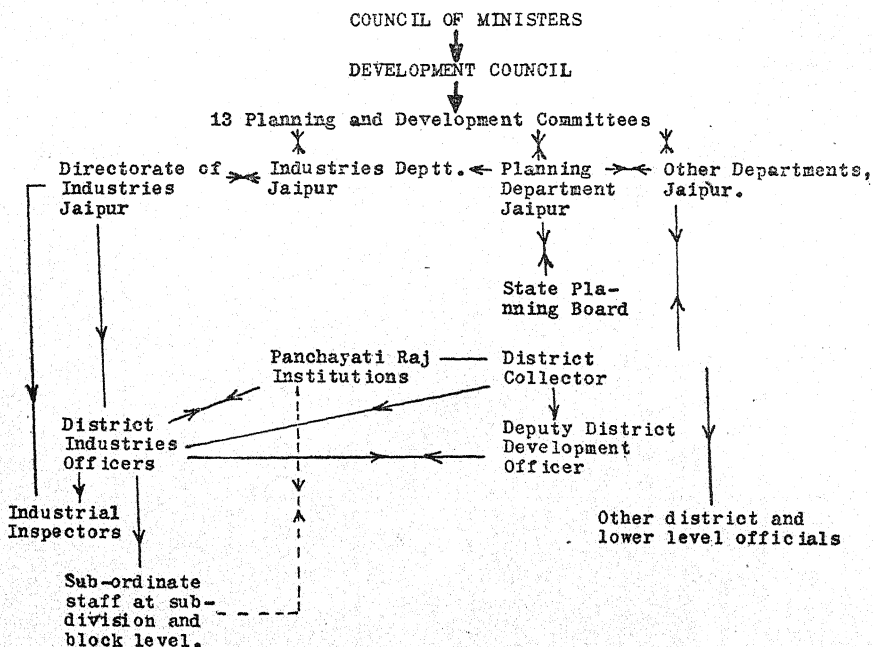 COUNCIL OF MINISTERS
DEVELOPMENT COUNCIL
13 Planning and Development Committees
Directorate of
Industries
Jaipur
Industries Deptt.
Jaipur
Planning
Department
Jaipur
Other Departments,
Jaipur.
State Pla-
nning Board
Panchayati Raj
Institutions
District
Collector
District
Industries
Officers
Deputy District
Development
Officer
Industrial
Inspectors
Other district and
lower level officials
Sub-ordinate
staff at sub-
division and
block level.